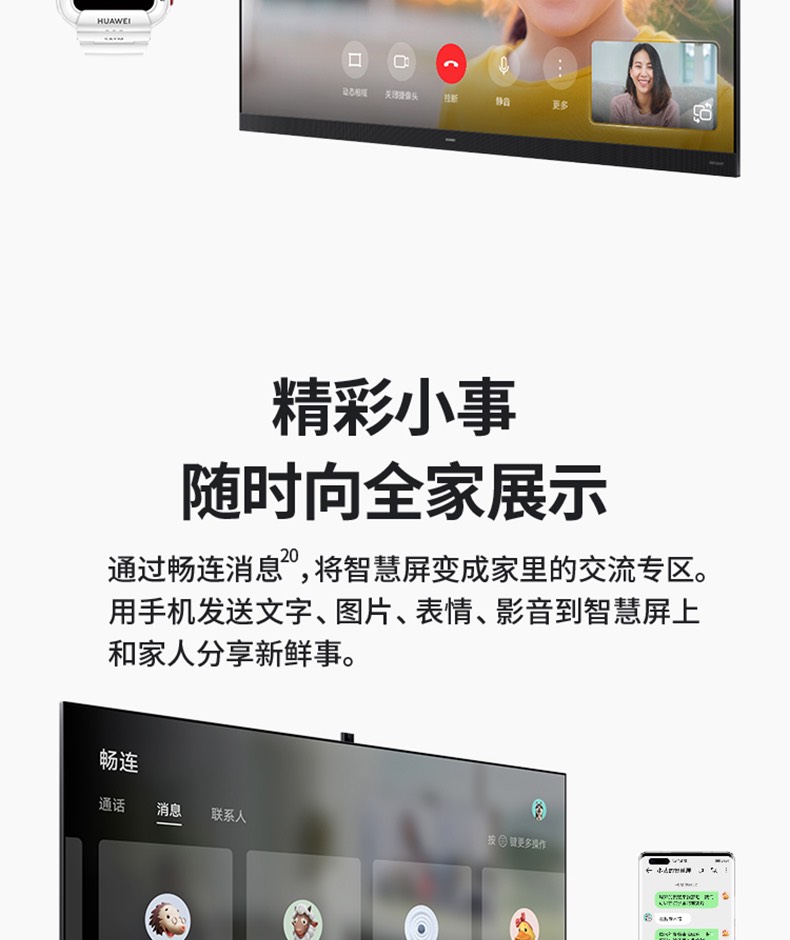 HUAWEI
动态相框
关闭摄像头
挂断
静音
更多
精彩小事
随时向全家展示
通过畅连消息20,将智慧屏变成家里的交流专区。
用手机发送文字、图片、表情、影音到智慧屏上
和家人分享新鲜事。
畅连
通话 消息 联系人
按 键更多操作